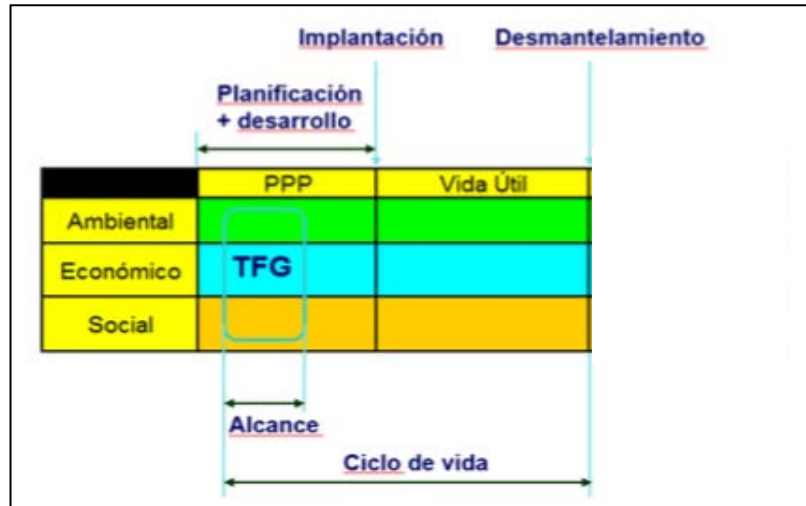 Implantación
Desmantelamiento
Planificación
+ desarrollo
PPP
Vida Útil
Ambiental
Económico
TFG
Social
Alcance
Ciclo de vida